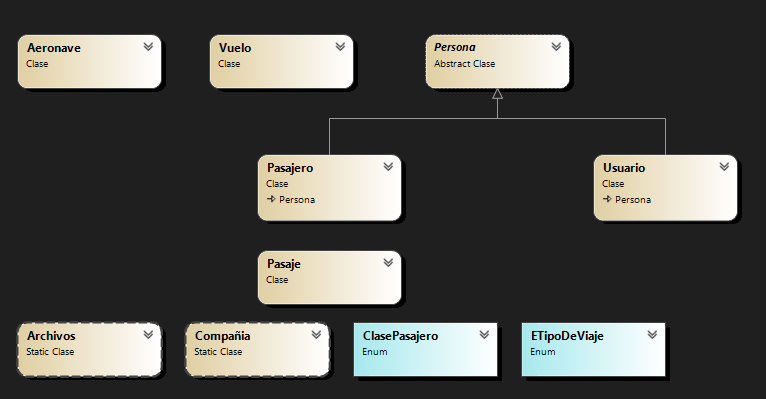 Aeronave
Clase
Vuelo
Clase
Persona
Abstract Clase
Pasajero
Clase
Persona
Usuario
Clase
Persona
Pasaje
Clase
Archivos
Static Clase
Compañia
Static Clase
ClasePasajero
Enum
ETipoDeViaje
Enum